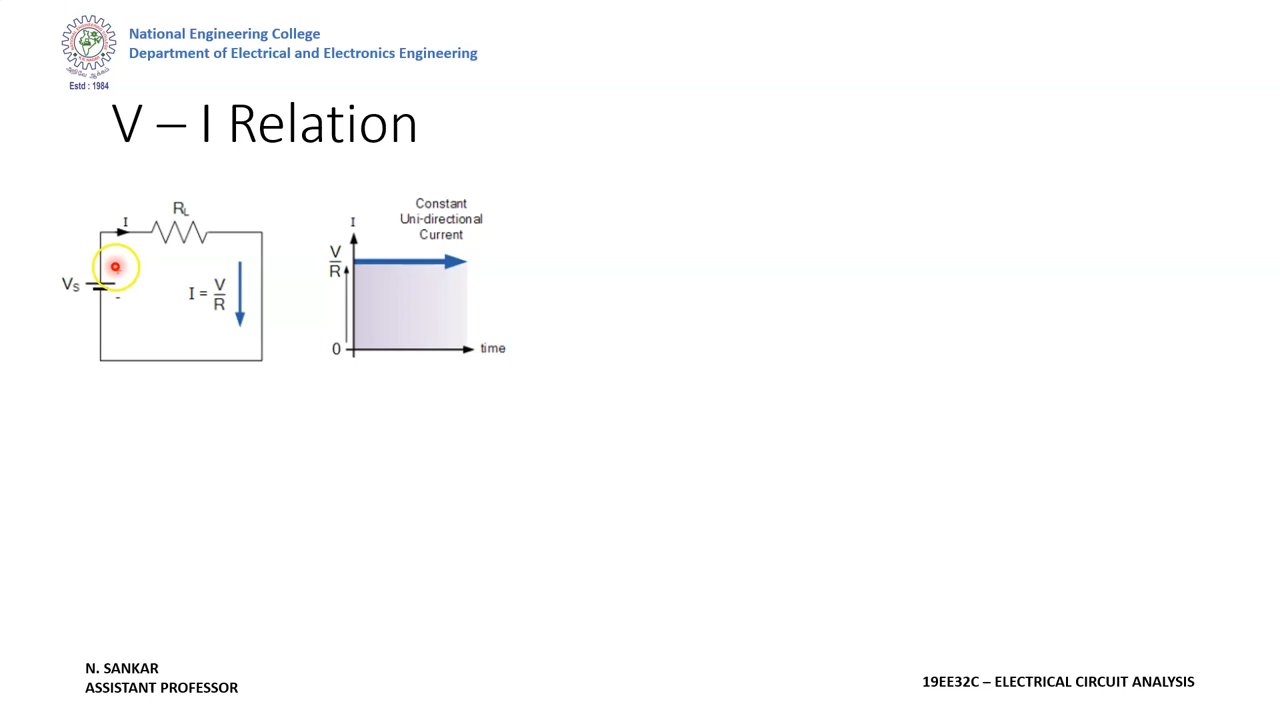 National Engineering College
Department of Electrical and Electronics Engineering
Estd : 1984
V – I Relation
I
RL
VS
-
I = V/R
Constant
Uni-directional
Current
I
V/R
0
time
N. SANKAR
ASSISTANT PROFESSOR
19EE32C – ELECTRICAL CIRCUIT ANALYSIS